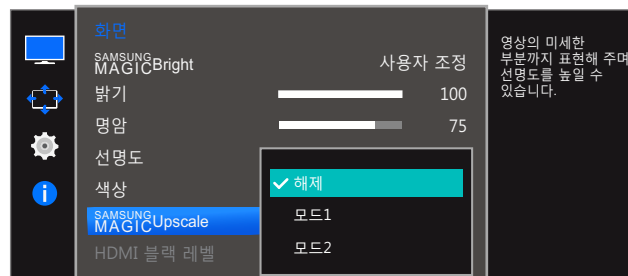 화면
SAMSUNG
MAGICBright 사용자 조정
밝기 100
명암 75
선명도
색상
SAMSUNG
MAGICUpscale
HDMI 블랙 레벨
해제
모드1
모드2
영상의 미세한
부분까지 표현해 주며
선명도를 높일 수
있습니다.